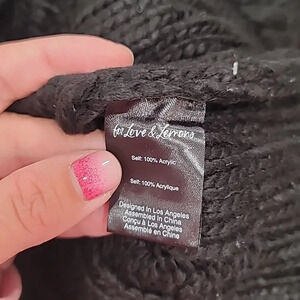 for Love & Lemons
Self: 100% Acrylic
Self: 100% Acrylique
Designed In Los Angeles
Assembled in China
Conçu à Los Angeles
Assemblé en Chine